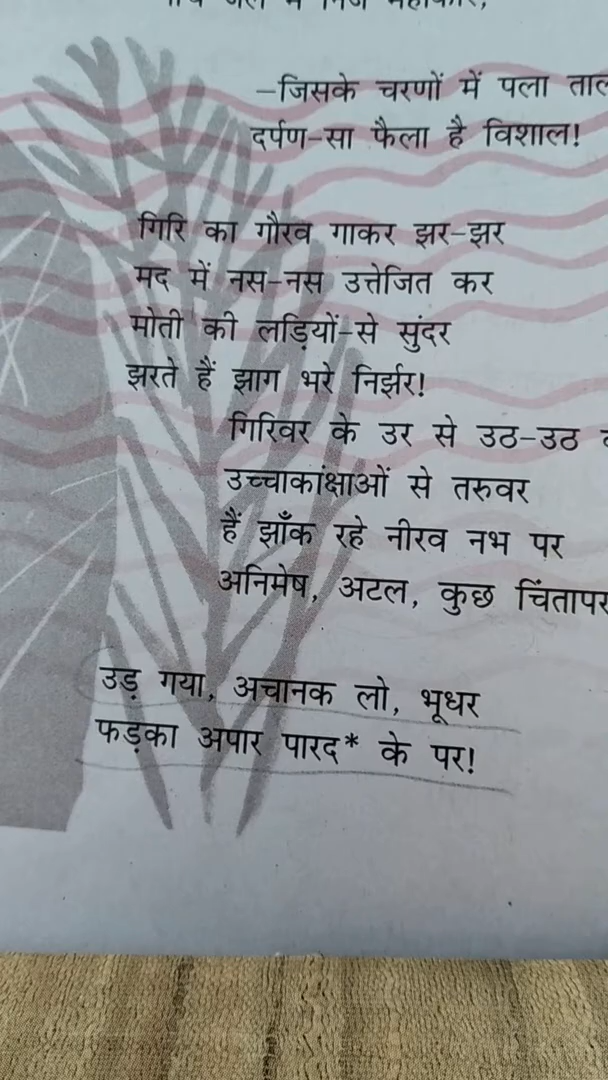 जल में निज महाकार,
–जिसके चरणों में पला
दर्पण-सा फैला है विशाल!
गिरि का गौरव गाकर झर-झर
मद में नस-नस उत्तेजित कर
मोती की लड़ियों-से सुंदर
झरते हैं झाग भरे निर्झर!
गिरिवर के उर से उठ-उठ
उच्चाकांक्षाओं से तरुवर
हैं झाँक रहे नीरव नभ पर
अनिमेष, अटल, कुछ
उड़ गया, अचानक लो, भूधर
फड़का अपार पारद* के पर!